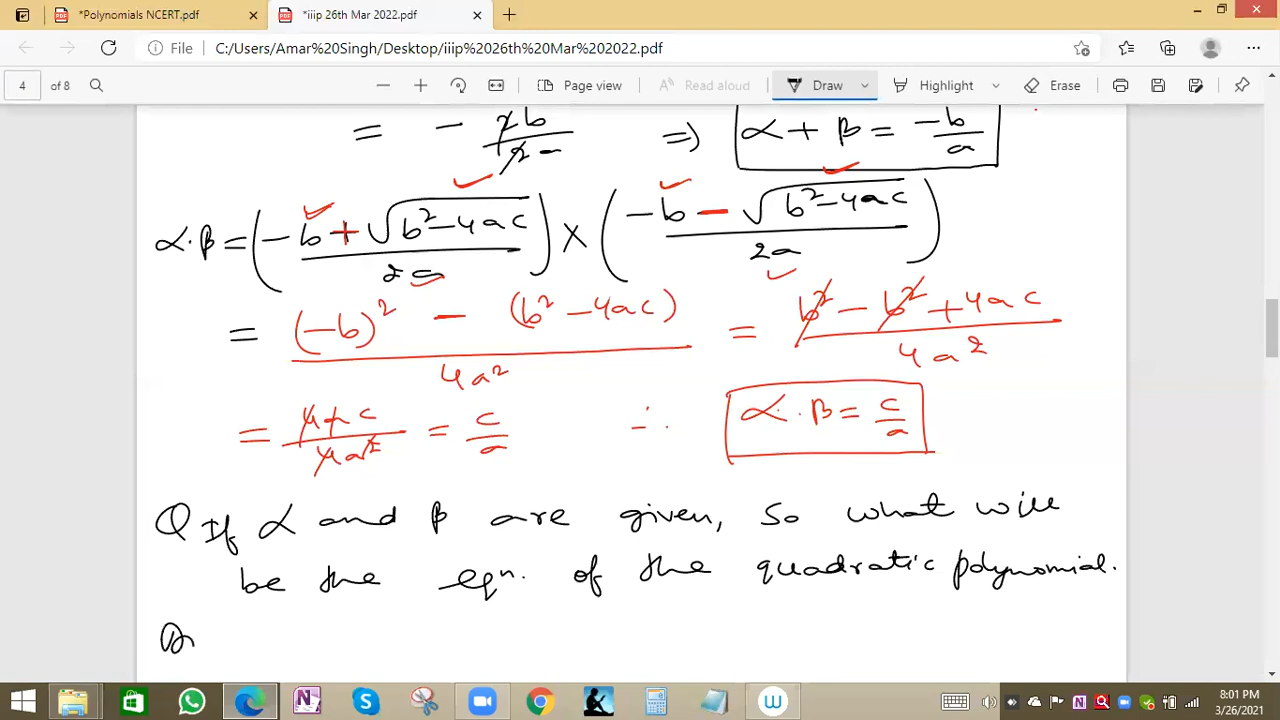 *Polynomials NCERT.pdf
*iiip 26th Mar 2022.pdf
File C:/Users/Amar%20Singh/Desktop/iiip%2026th%20Mar%202022.pdf
4 of 8 Page view Read aloud Draw Highlight Erase
= - 2b/2a => α + β = -b/a
α.β = (-b + √(b²-4ac) / 2a) × (-b - √(b²-4ac) / 2a)
= (-b)² - (b² - 4ac) / 4a² = b² - b² + 4ac / 4a²
= 4ac/4a² = c/a ∴ α.β = c/a
Q If α and β are given, so what will
be the eqn. of the quadratic polynomial.
8:01 PM
3/26/2021